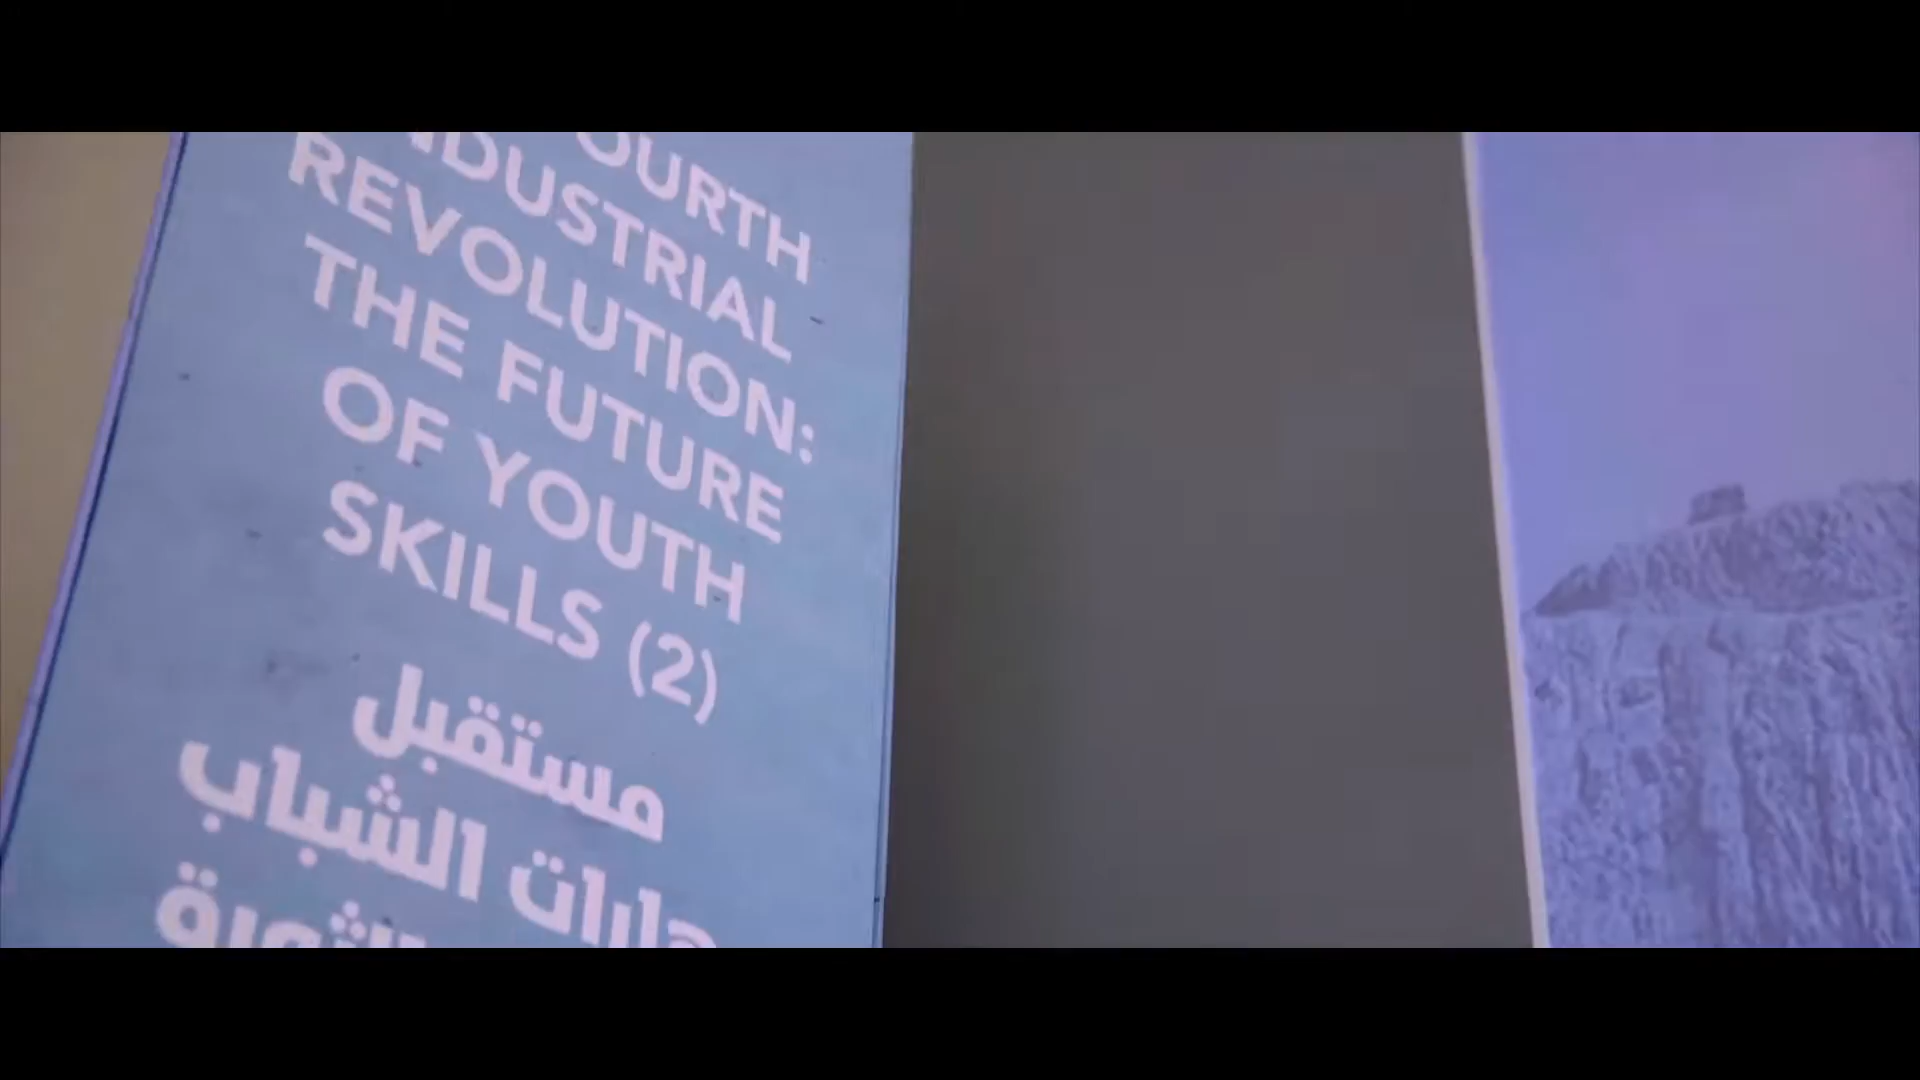 INDUSTRIAL
REVOLUTION:
THE FUTURE
OF YOUTH
SKILLS (2)
مستقبل
الشباب